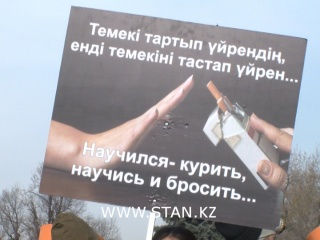 Темекі тартып үйрендің,
енді темекіні тастап үйрен...
Научился- курить,
научись и бросить...
WWW.STAN.KZ